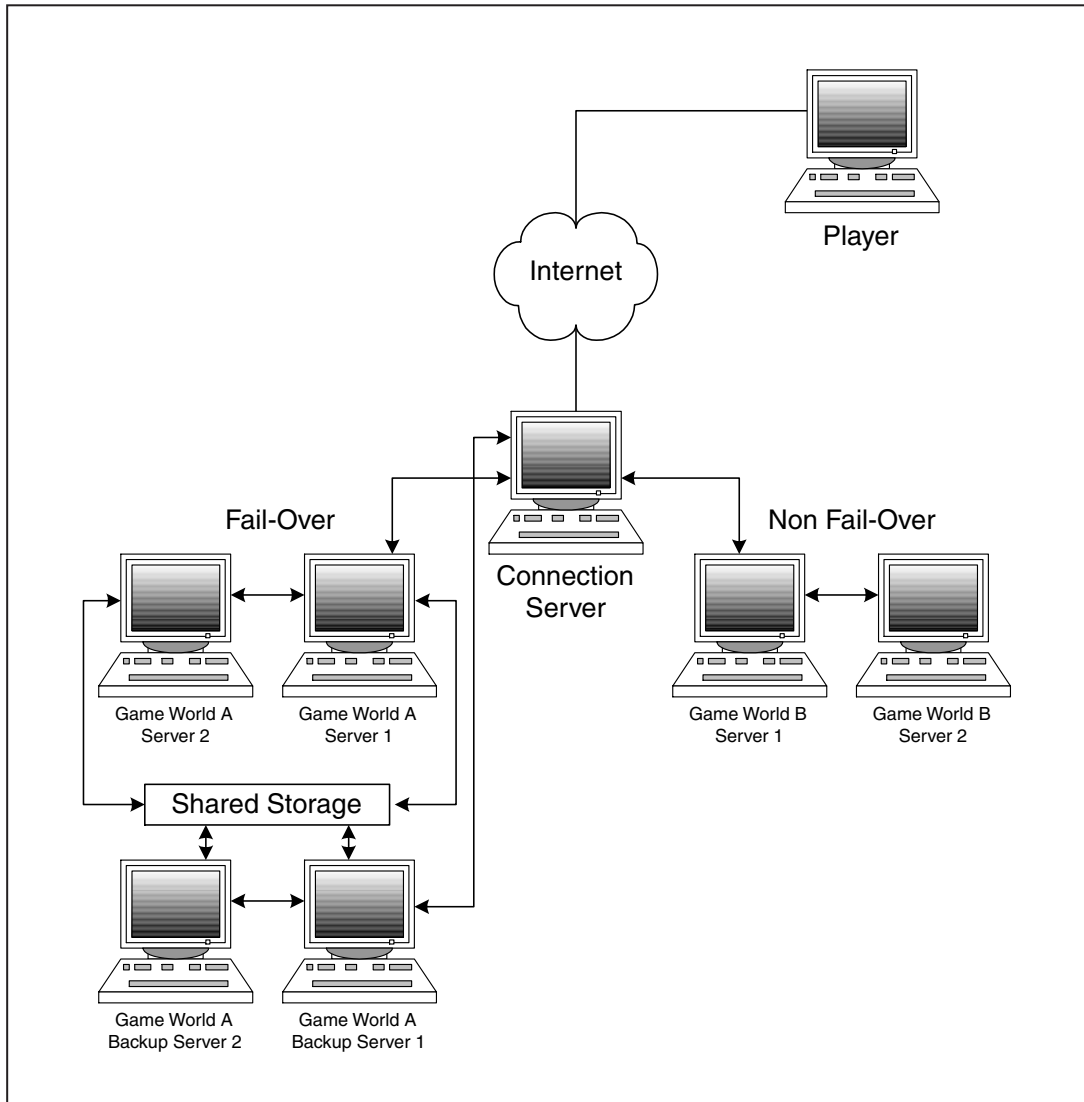 Player
Internet
Fail-Over
Non Fail-Over
Connection
Server
Game World A
Server 2
Game World A
Server 1
Game World B
Server 1
Game World B
Server 2
Shared Storage
Game World A
Backup Server 2
Game World A
Backup Server 1